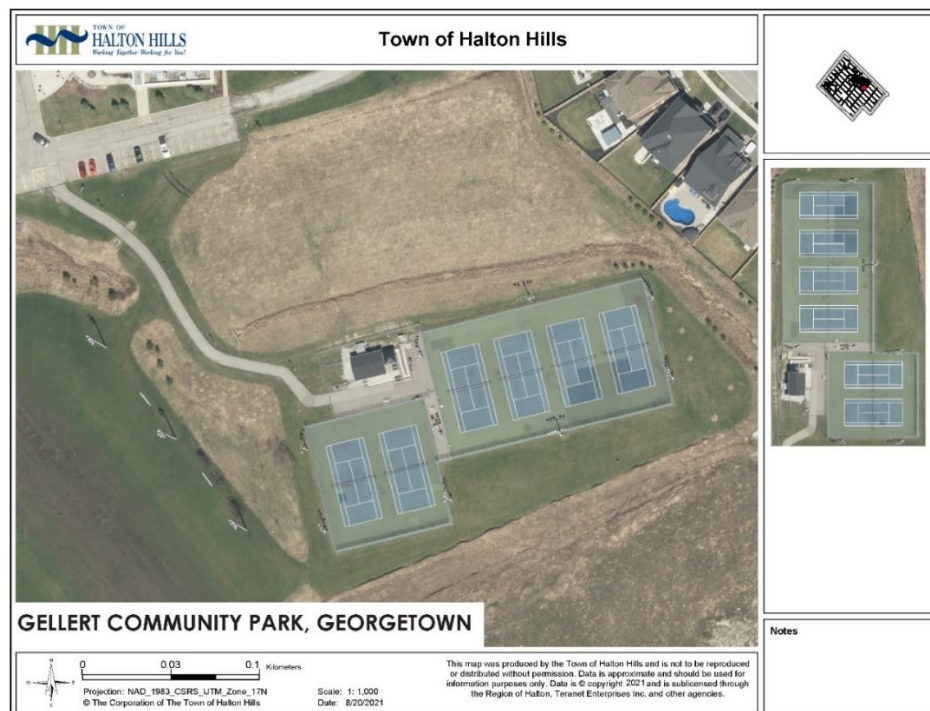 TOWN OF
HALTON HILLS
Working Together Working for You!
Town of Halton Hills
GELLERT COMMUNITY PARK, GEORGETOWN
Notes
N
W
E
S
0 0.03 0.1 Kilometers
Projection: NAD_1983_CSRS_UTM_Zone_17N
© The Corporation of The Town of Halton Hills
Scale: 1: 1,000
Date: 8/20/2021
This map was produced by the Town of Halton Hills and is not to be reproduced
or distributed without permission. Data is approximate and should be used for
information purposes only. Data is © copyright 2021 and is sublicensed through
the Region of Halton, Teranet Enterprises Inc. and other agencies.